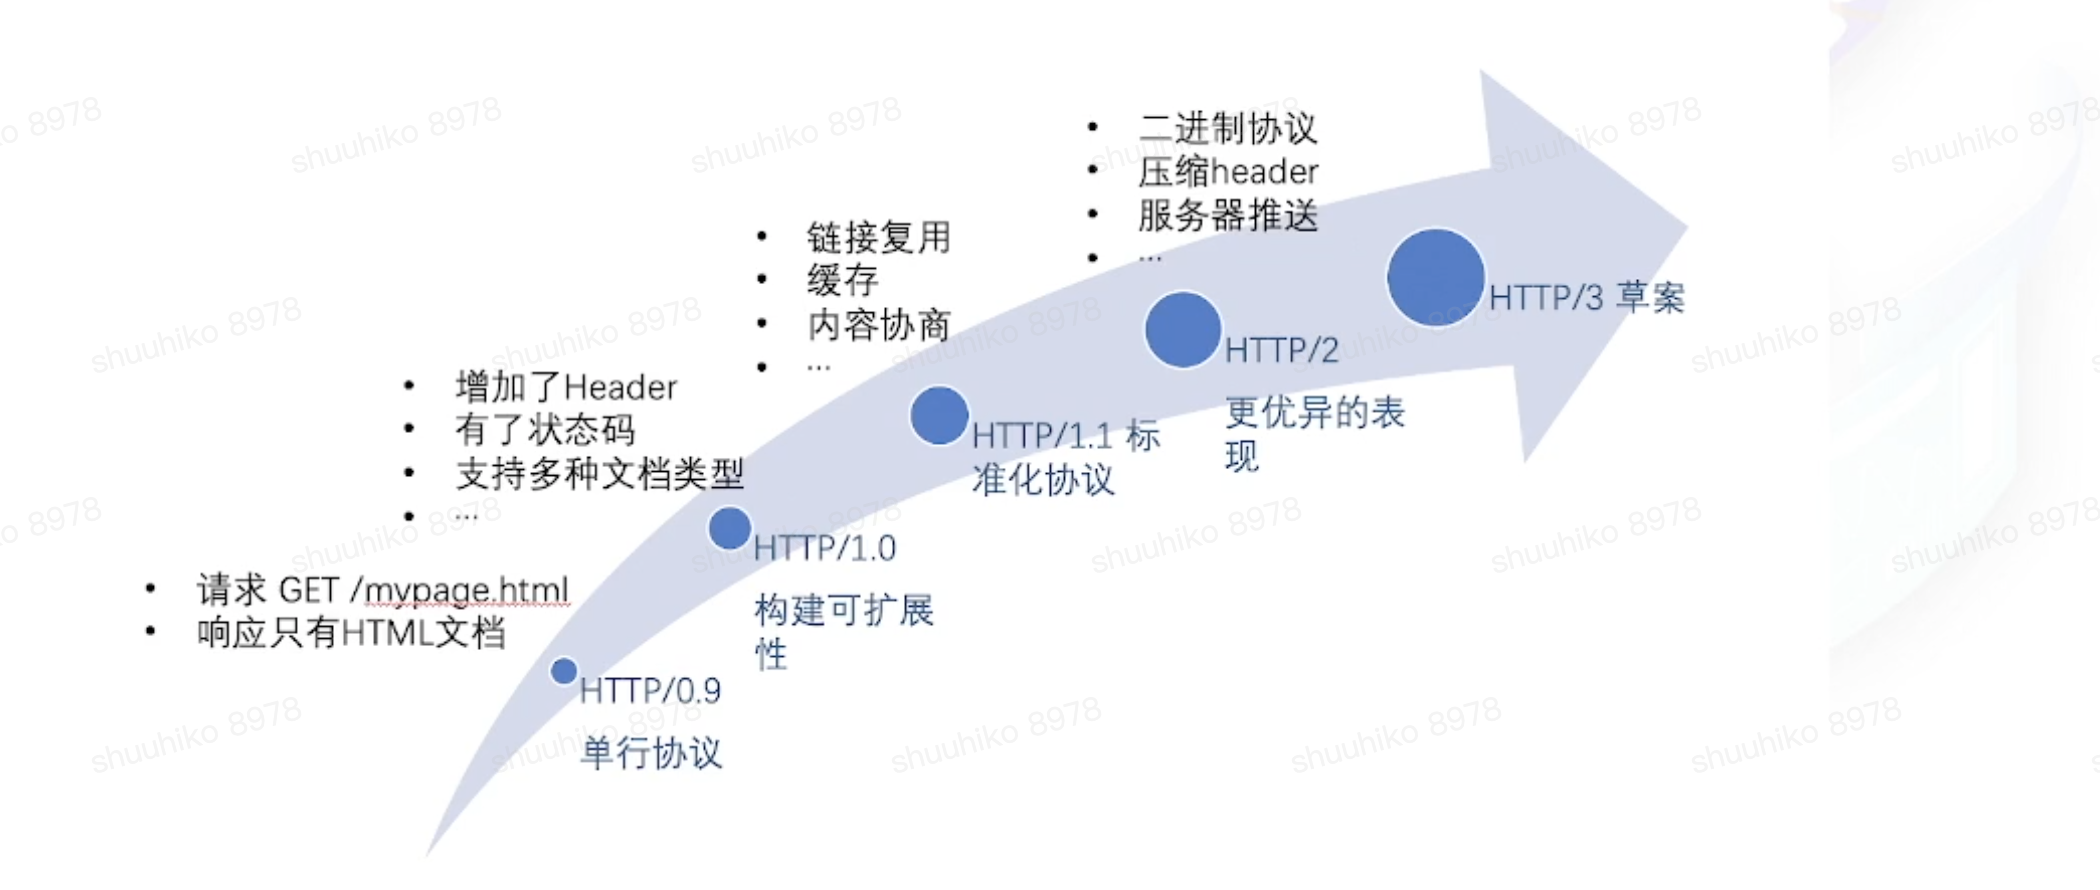 • 二进制协议
• 压缩header
• 服务器推送
• ...
HTTP/3 草案
• 链接复用
• 缓存
• 内容协商
• ...
HTTP/2
更优异的表
现
• 增加了Header
• 有了状态码
• 支持多种文档类型
• ...
HTTP/1.1 标
准化协议
• 请求 GET /mypage.html
• 响应只有HTML文档
HTTP/1.0
构建可扩展
性
HTTP/0.9
单行协议
shuuhiko 8978